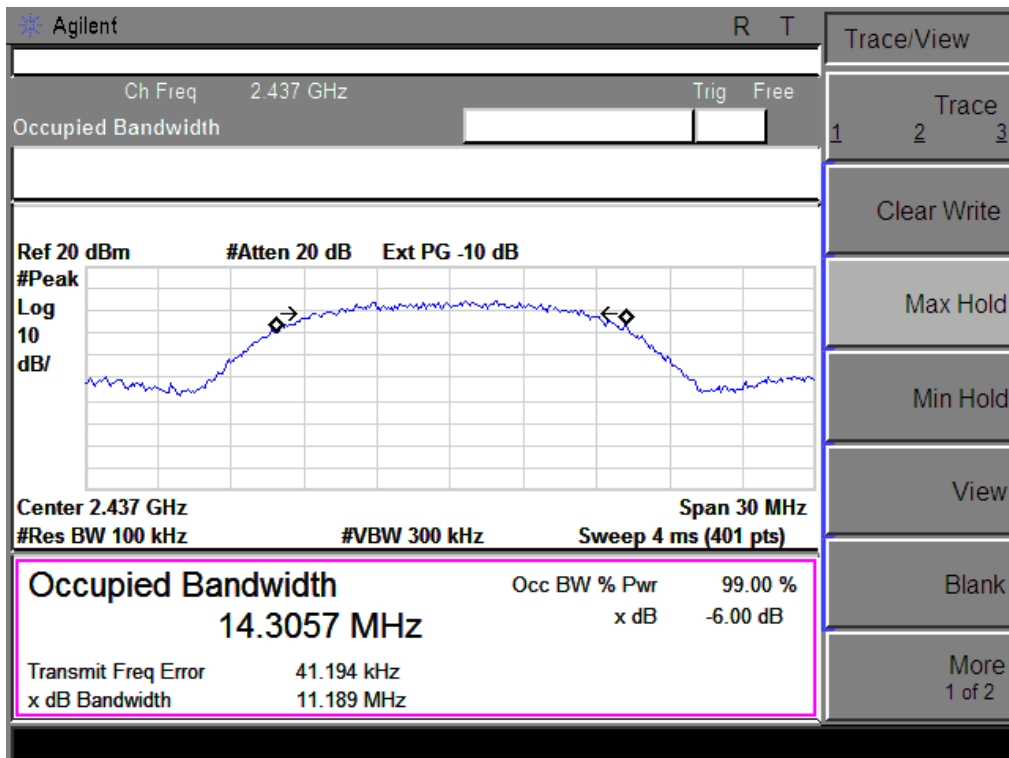 Agilent R T
Trace/View
Ch Freq 2.437 GHz Trig Free
Occupied Bandwidth
Trace
1 2 3
Clear Write
Ref 20 dBm #Atten 20 dB Ext PG -10 dB
#Peak
Log
10
dB/
Max Hold
Min Hold
View
Center 2.437 GHz Span 30 MHz
#Res BW 100 kHz #VBW 300 kHz Sweep 4 ms (401 pts)
Occupied Bandwidth Occ BW % Pwr 99.00 %
14.3057 MHz x dB -6.00 dB
Transmit Freq Error 41.194 kHz
x dB Bandwidth 11.189 MHz
Blank
More
1 of 2